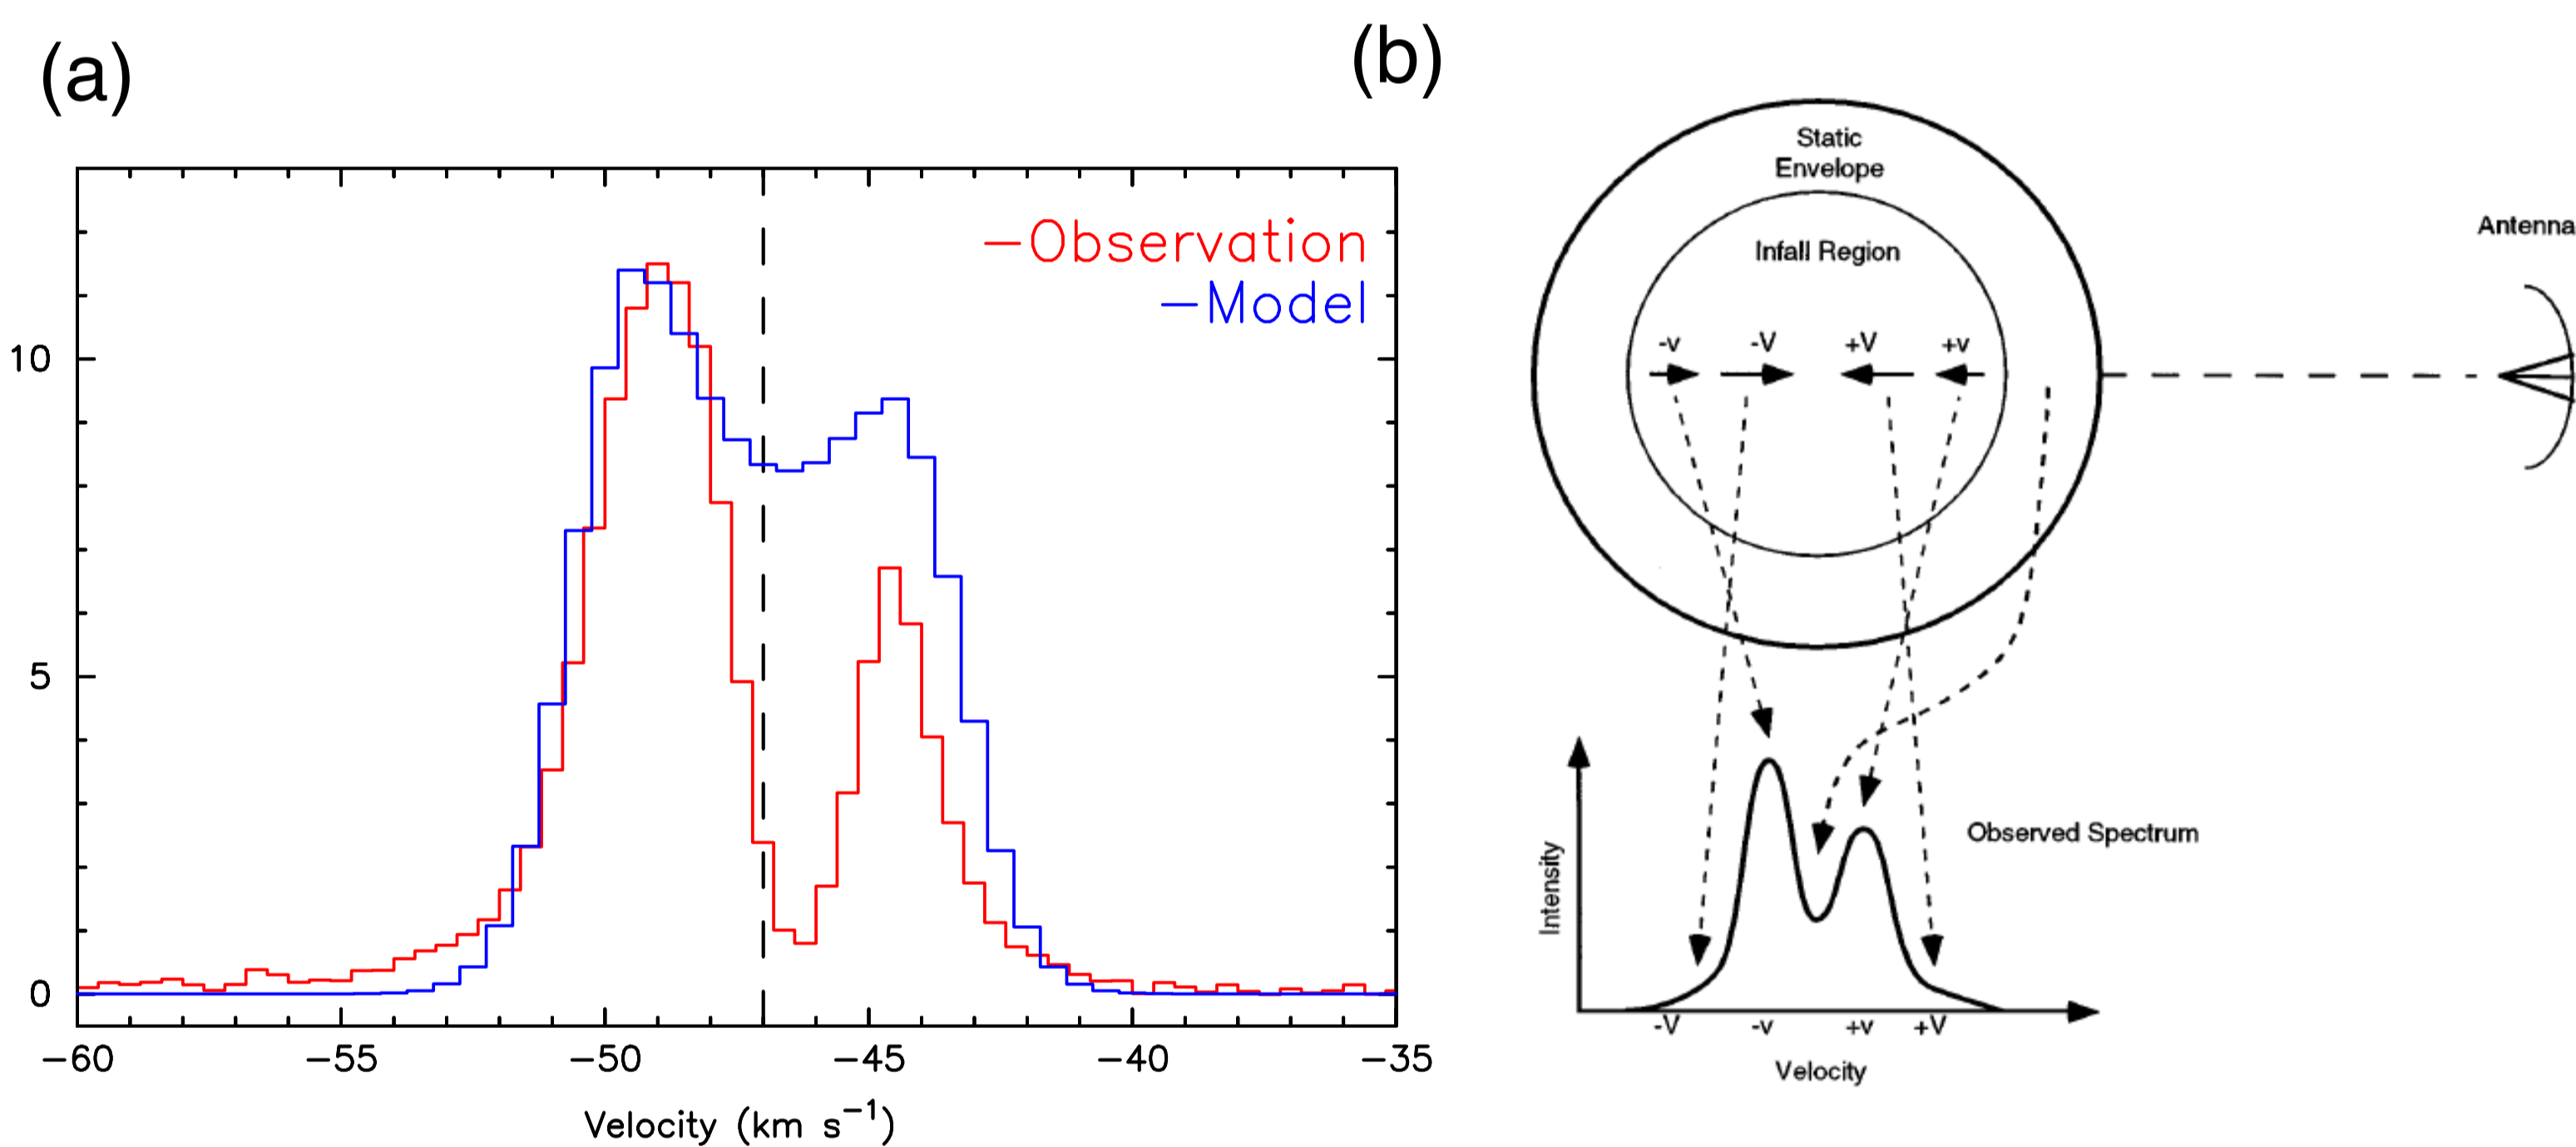 (a)
(b)
−Observation
−Model
10
5
0
−60 −55 −50 −45 −40 −35
Velocity (km s⁻¹)
Static
Envelope
Infall Region
-v -V +V +v
Antenna
Observed Spectrum
Intensity
-V -v +v +V
Velocity